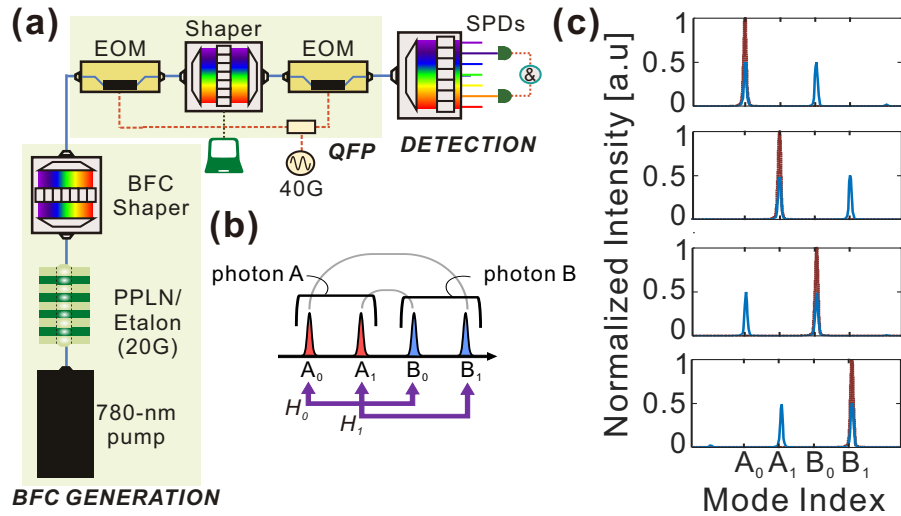 (a)
EOM
Shaper
EOM
SPDs
&
QFP
DETECTION
40G
BFC
Shaper
PPLN/
Etalon
(20G)
780-nm
pump
BFC GENERATION
(b)
photon A
photon B
A0 A1 B0 B1
H0
H1
(c)
Normalized Intensity [a.u]
1
0.5
0
1
0.5
0
1
0.5
0
1
0.5
0
A0 A1 B0 B1
Mode Index